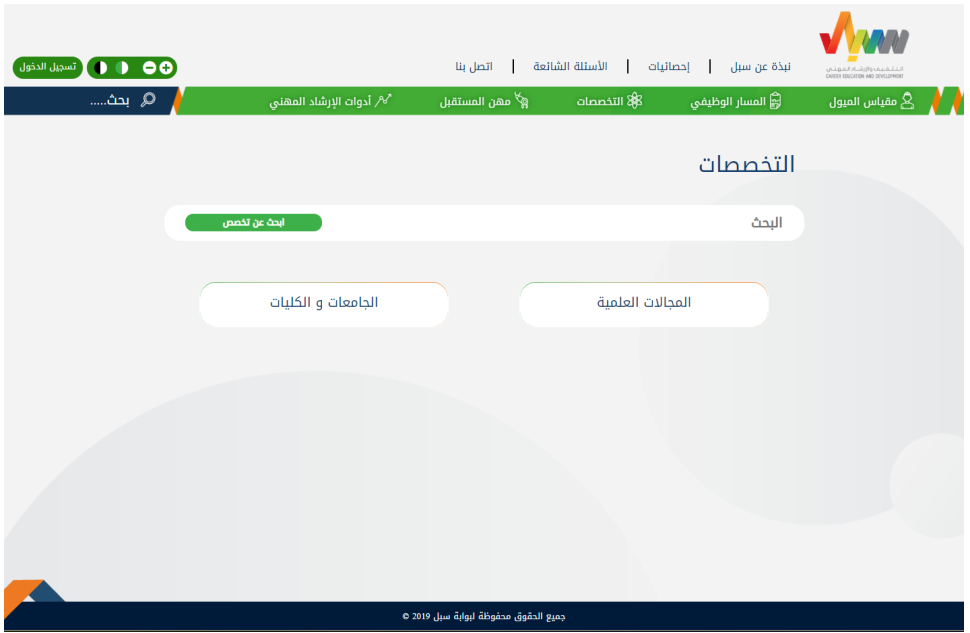 سبل
التثقيف والإرشاد المهني
CAREER EDUCATION AND DEVELOPMENT
نبذة عن سبل | إحصائيات | الأسئلة الشائعة | اتصل بنا
تسجيل الدخول
مقياس الميول المسار الوظيفي التخصصات مهن المستقبل أدوات الإرشاد المهني بحث.....
التخصصات
البحث ابحث عن تخصص
المجالات العلمية الجامعات و الكليات
جميع الحقوق محفوظة لبوابة سبل 2019 ©